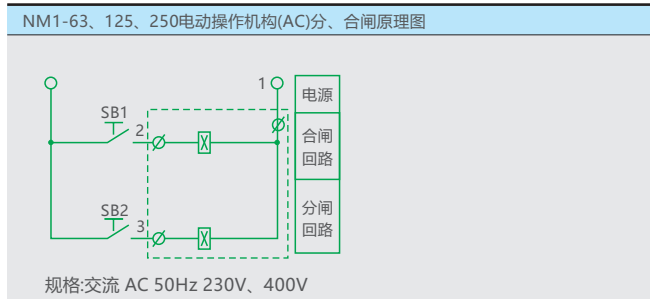 NM1-63、125、250电动操作机构(AC)分、合闸原理图
1
电源
SB1
2
合闸
回路
SB2
3
分闸
回路
规格:交流 AC 50Hz 230V、400V